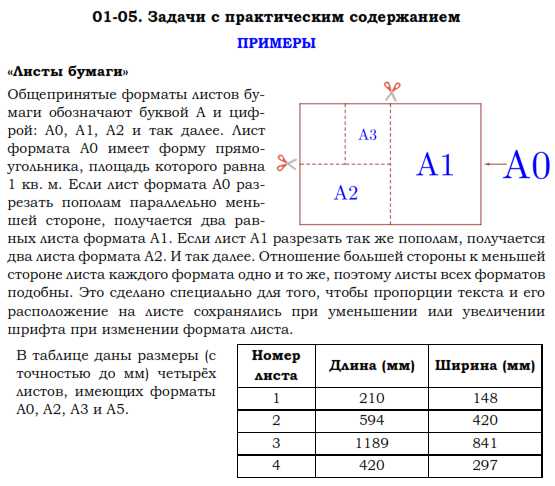 01-05. Задачи с практическим содержанием
ПРИМЕРЫ
«Листы бумаги»
Общепринятые форматы листов бу-
маги обозначают буквой А и циф-
рой: А0, А1, А2 и так далее. Лист
формата А0 имеет форму прямо-
угольника, площадь которого равна
1 кв. м. Если лист формата А0 раз-
резать пополам параллельно мень-
шей стороне, получается два рав-
ных листа формата А1. Если лист А1 разрезать так же пополам, получается
два листа формата А2. И так далее. Отношение большей стороны к меньшей
стороне листа каждого формата одно и то же, поэтому листы всех форматов
подобны. Это сделано специально для того, чтобы пропорции текста и его
расположение на листе сохранялись при уменьшении или увеличении
шрифта при изменении формата листа.
А3
А2
А1
А0
В таблице даны размеры (с
точностью до мм) четырёх
листов, имеющих форматы
А0, А2, А3 и А5.
Номер
листа Длина (мм) Ширина (мм)
1 210 148
2 594 420
3 1189 841
4 420 297